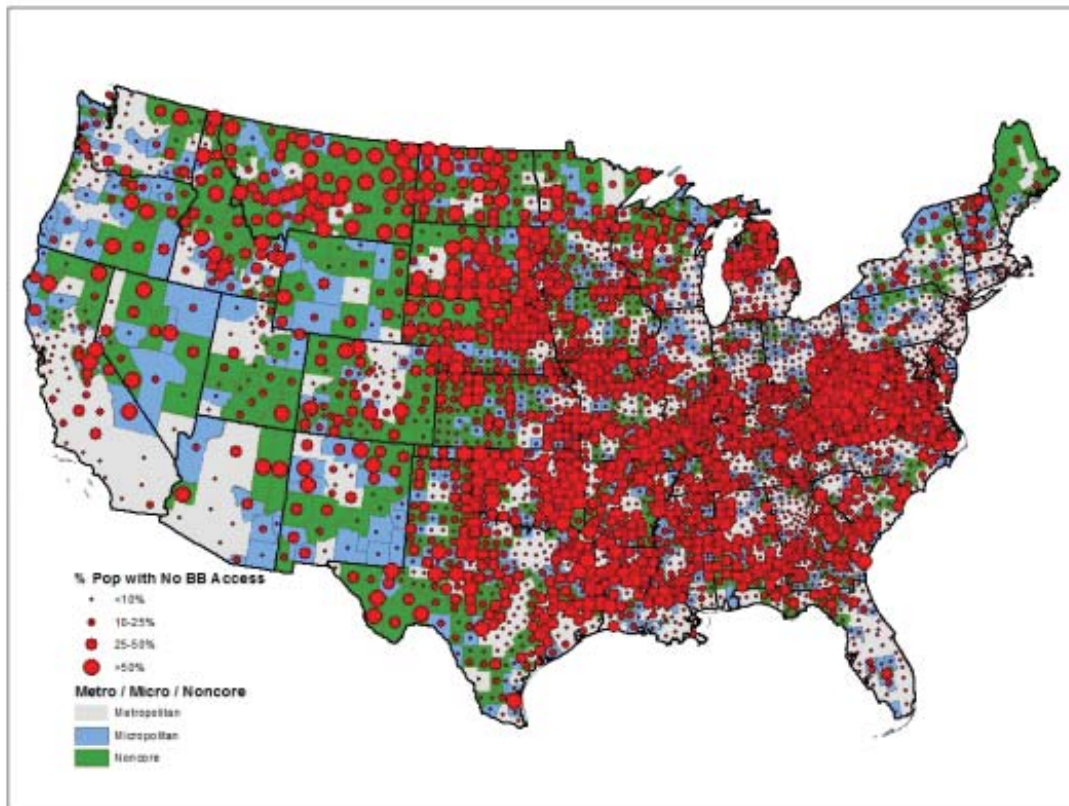 % Pop with No BB Access
<10%
10-25%
25-50%
>50%
Metro / Micro / Noncore
Metropolitan
Micropolitan
Noncore